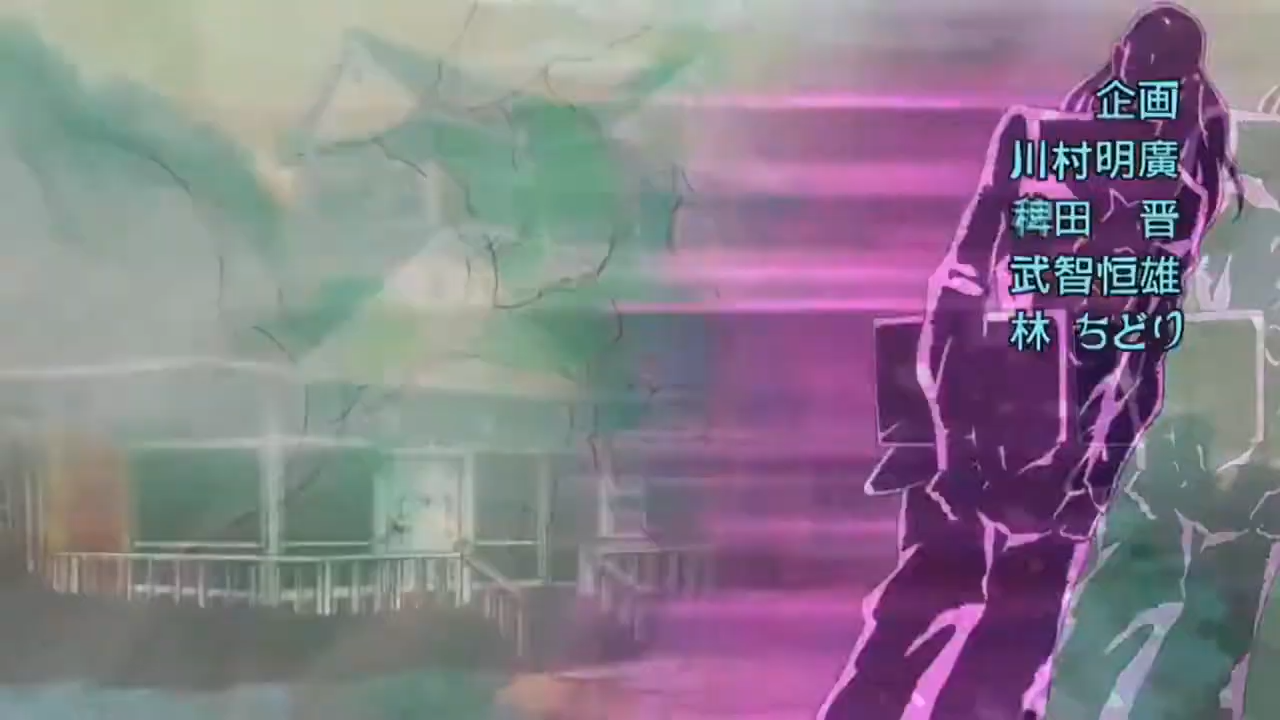 企画
川村明廣
稗田 晋
武智恒雄
林 ちどり